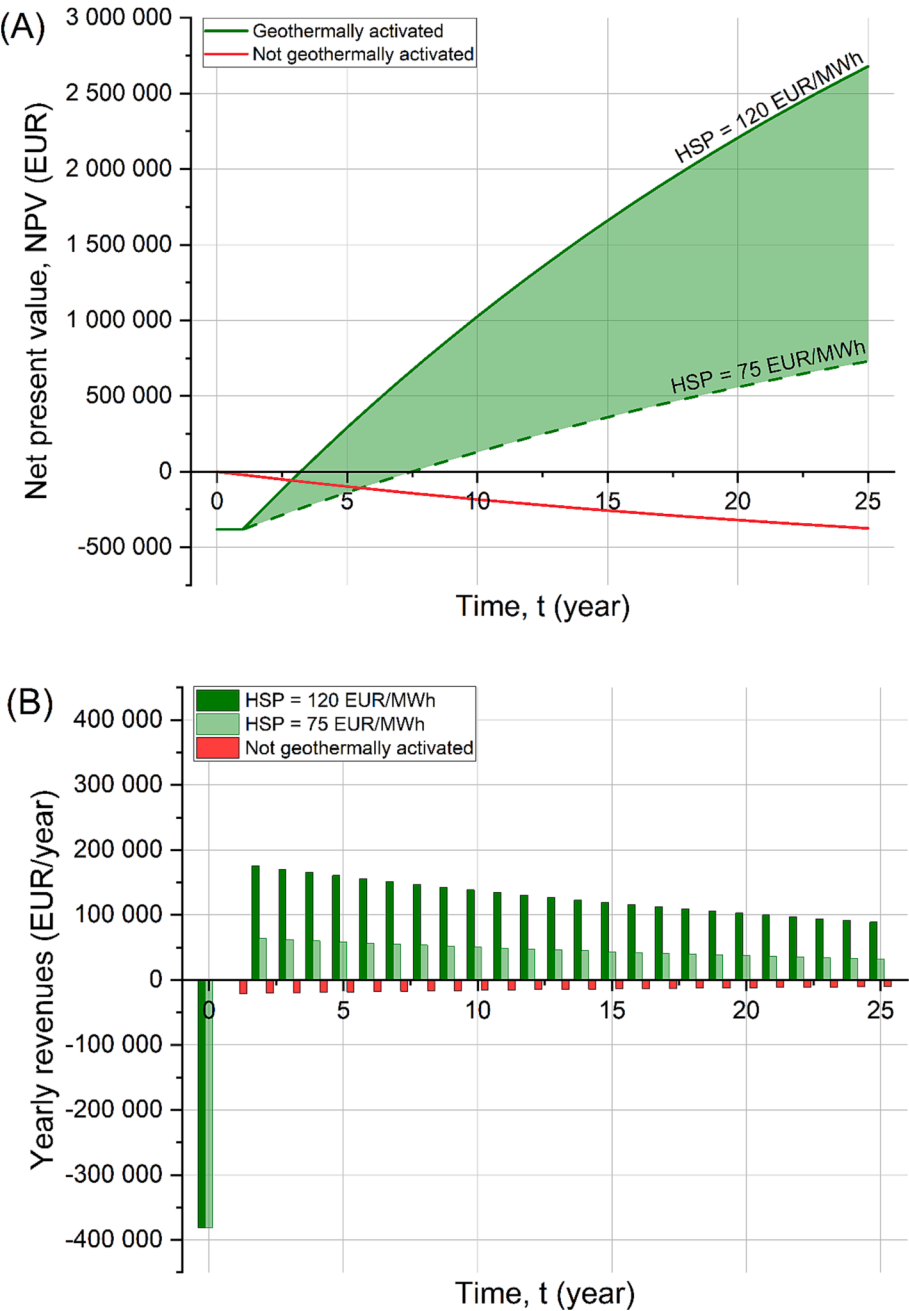 (A)
3 000 000
2 500 000
2 000 000
1 500 000
1 000 000
500 000
0
-500 000
Net present value, NPV (EUR)
Geothermally activated
Not geothermally activated
HSP = 120 EUR/MWh
HSP = 75 EUR/MWh
0 5 10 15 20 25
Time, t (year)
(B)
400 000
300 000
200 000
100 000
0
-100 000
-200 000
-300 000
-400 000
Yearly revenues (EUR/year)
HSP = 120 EUR/MWh
HSP = 75 EUR/MWh
Not geothermally activated
0 5 10 15 20 25
Time, t (year)